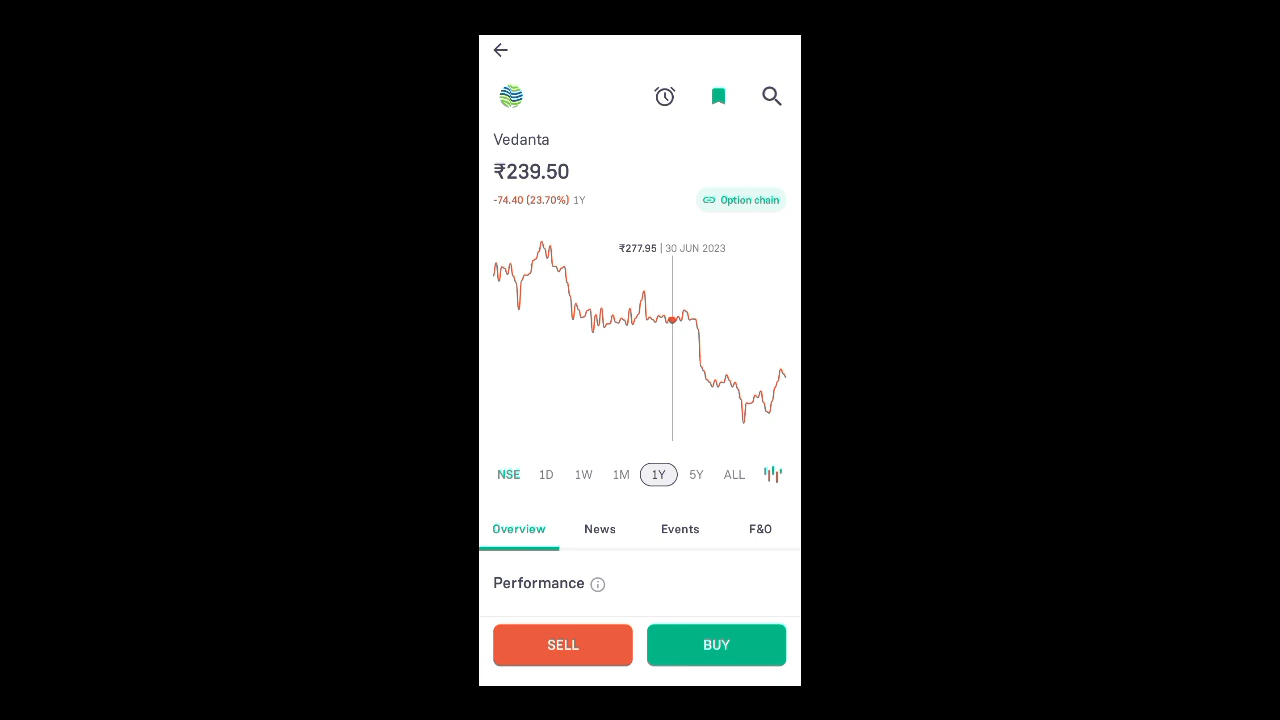 Vedanta
₹239.50
-74.40 (23.70%) 1Y
Option chain
₹277.95 | 30 JUN 2023
NSE 1D 1W 1M 1Y 5Y ALL
Overview News Events F&O
Performance
SELL BUY